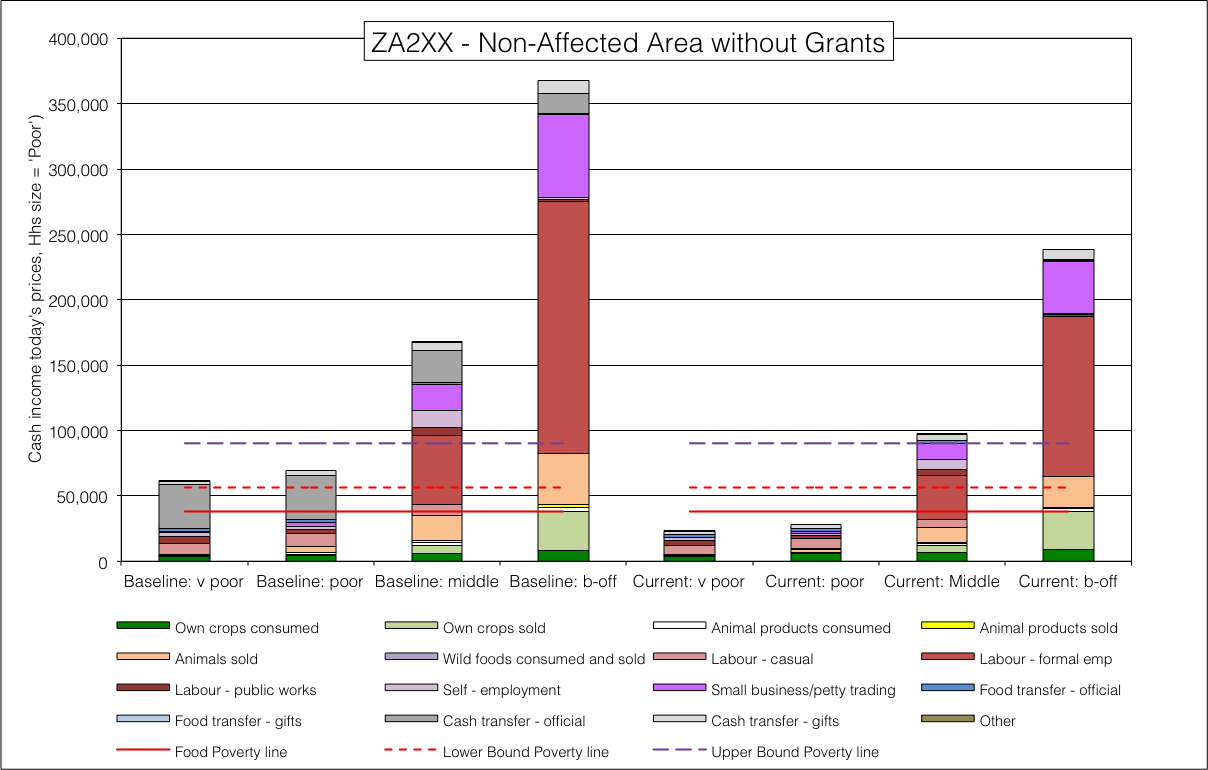 ZA2XX - Non-Affected Area without Grants
Cash income today's prices, Hhs size = 'Poor')
400,000
350,000
300,000
250,000
200,000
150,000
100,000
50,000
0
Baseline: v poor Baseline: poor Baseline: middle Baseline: b-off Current: v poor Current: poor Current: Middle Current: b-off
Own crops consumed Own crops sold Animal products consumed Animal products sold
Animals sold Wild foods consumed and sold Labour - casual Labour - formal emp
Labour - public works Self - employment Small business/petty trading Food transfer - official
Food transfer - gifts Cash transfer - official Cash transfer - gifts Other
Food Poverty line Lower Bound Poverty line Upper Bound Poverty line